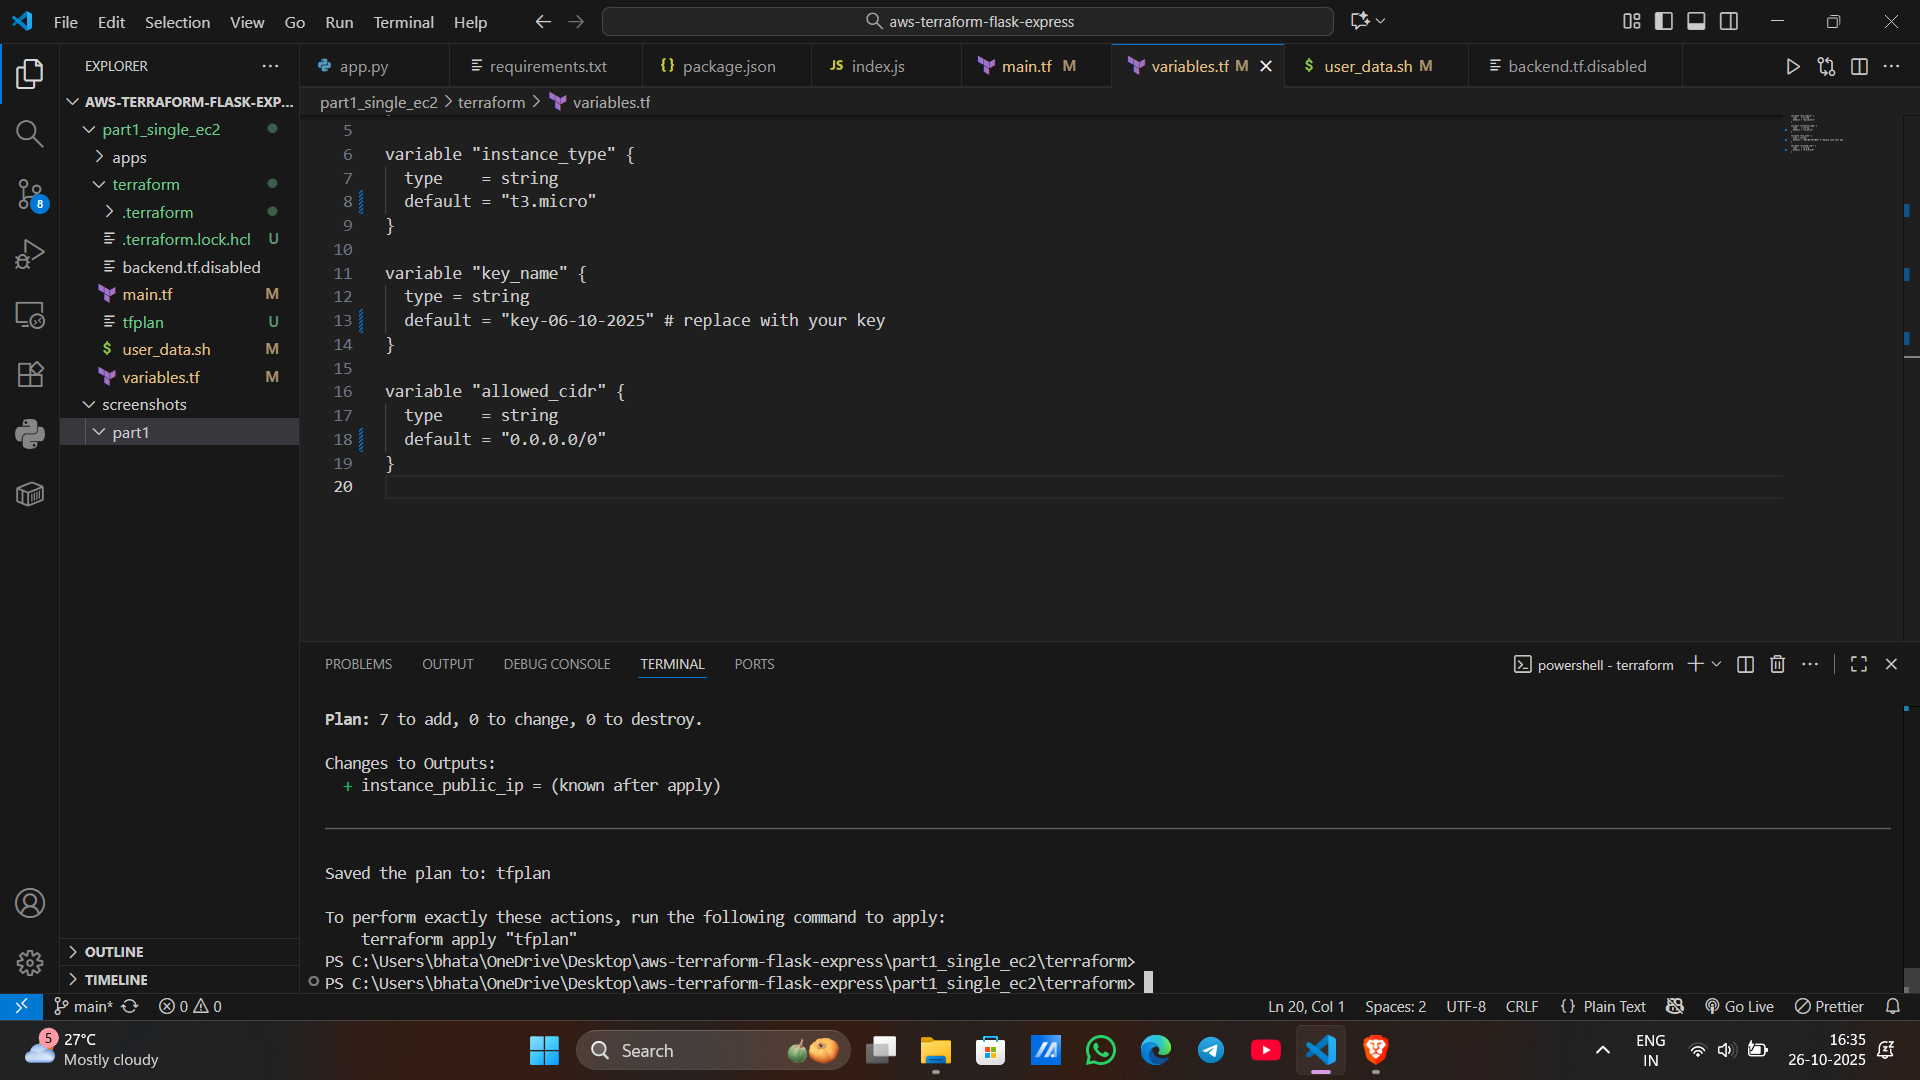 File Edit Selection View Go Run Terminal Help
aws-terraform-flask-express
EXPLORER
AWS-TERRAFORM-FLASK-EXP...
part1_single_ec2
apps
terraform
.terraform
.terraform.lock.hcl U
backend.tf.disabled
main.tf M
tfplan U
user_data.sh M
variables.tf M
screenshots
part1
OUTLINE
TIMELINE
8
app.py
requirements.txt
{} package.json
JS index.js
main.tf M
variables.tf M
$ user_data.sh M
backend.tf.disabled
part1_single_ec2 > terraform > variables.tf
5
6 variable "instance_type" {
7 type    = string
8 default = "t3.micro"
9 }
10
11 variable "key_name" {
12 type = string
13 default = "key-06-10-2025" # replace with your key
14 }
15
16 variable "allowed_cidr" {
17 type    = string
18 default = "0.0.0.0/0"
19 }
20
PROBLEMS OUTPUT DEBUG CONSOLE TERMINAL PORTS
powershell - terraform
Plan: 7 to add, 0 to change, 0 to destroy.
Changes to Outputs:
+ instance_public_ip = (known after apply)
Saved the plan to: tfplan
To perform exactly these actions, run the following command to apply:
terraform apply "tfplan"
PS C:\Users\bhata\OneDrive\Desktop\aws-terraform-flask-express\part1_single_ec2\terraform>
PS C:\Users\bhata\OneDrive\Desktop\aws-terraform-flask-express\part1_single_ec2\terraform>
main* 0 0
Ln 20, Col 1 Spaces: 2 UTF-8 CRLF {} Plain Text Go Live Prettier
5
27°C
Mostly cloudy
Search
ENG
IN
16:35
26-10-2025